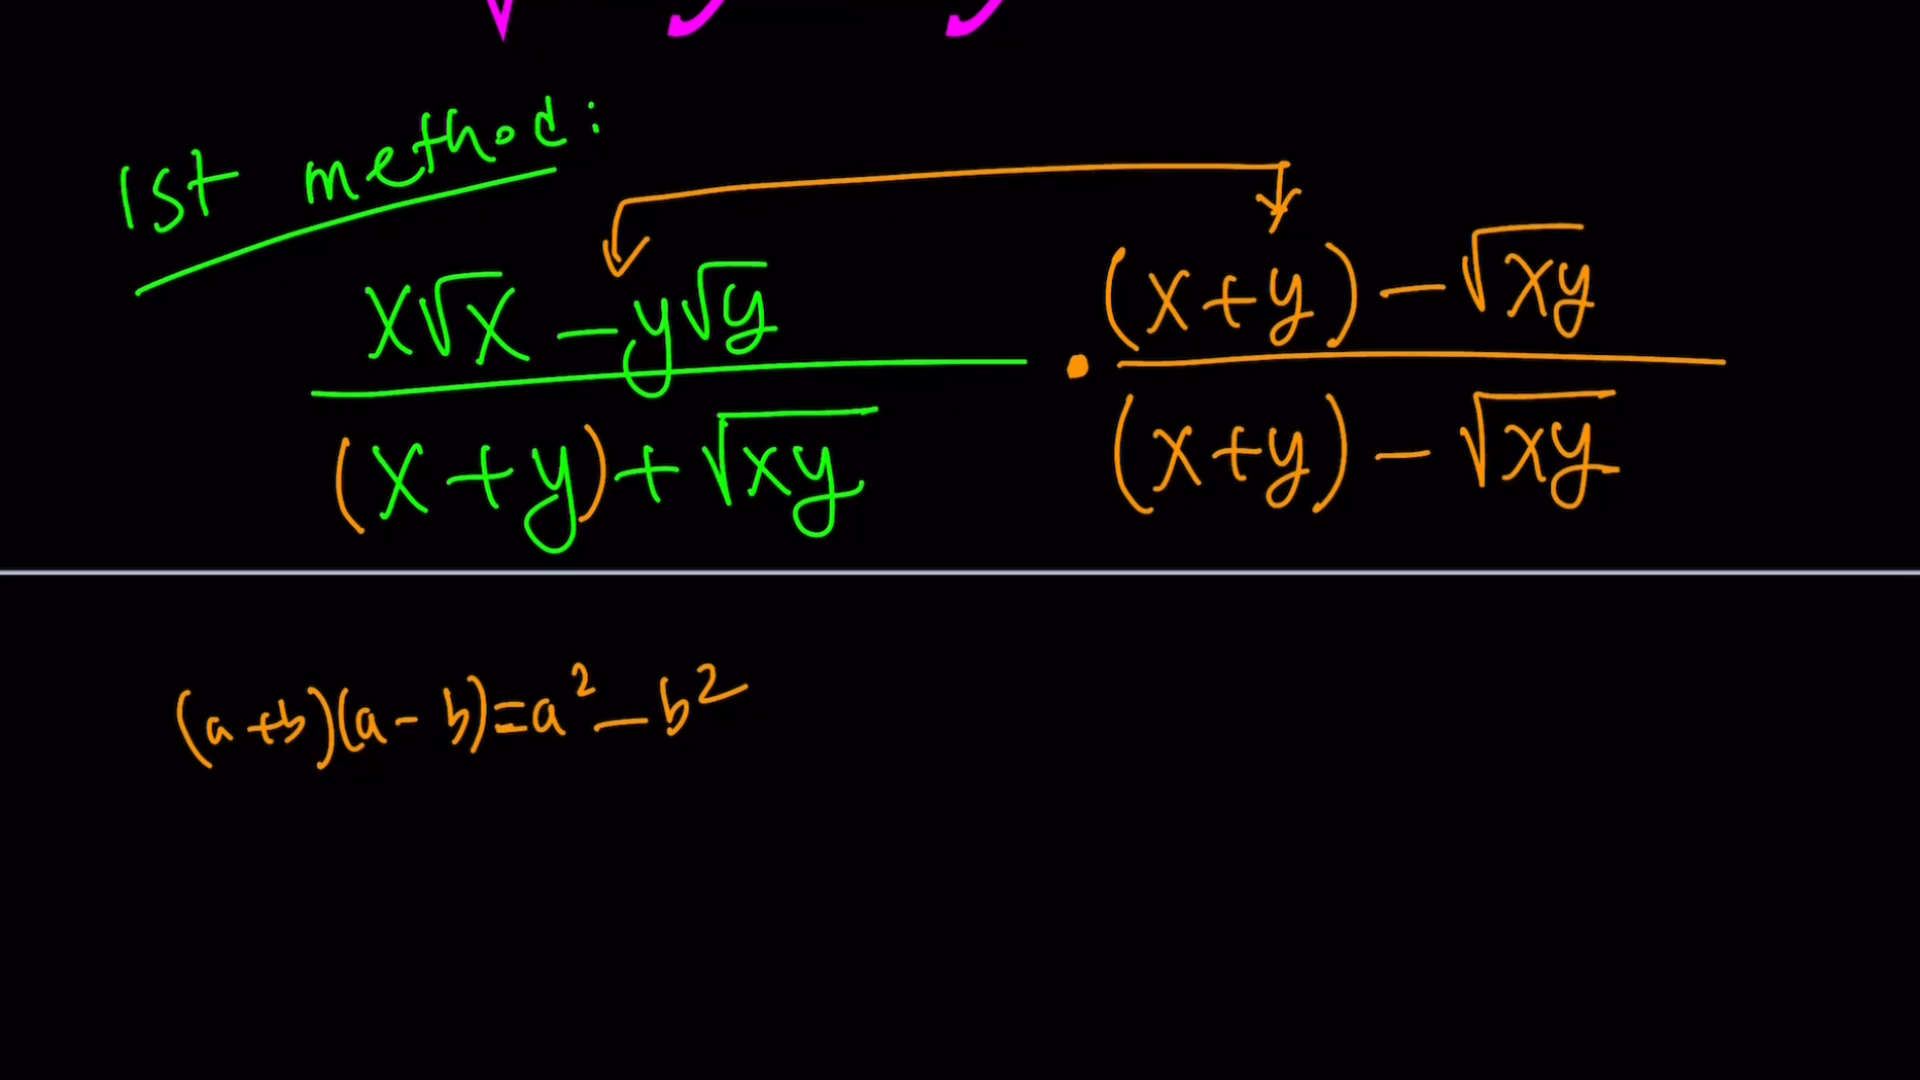 1st method:
x√x − y√y / (x + y) + √xy · (x + y) − √xy / (x + y) − √xy
(a + b)(a − b) = a² − b²